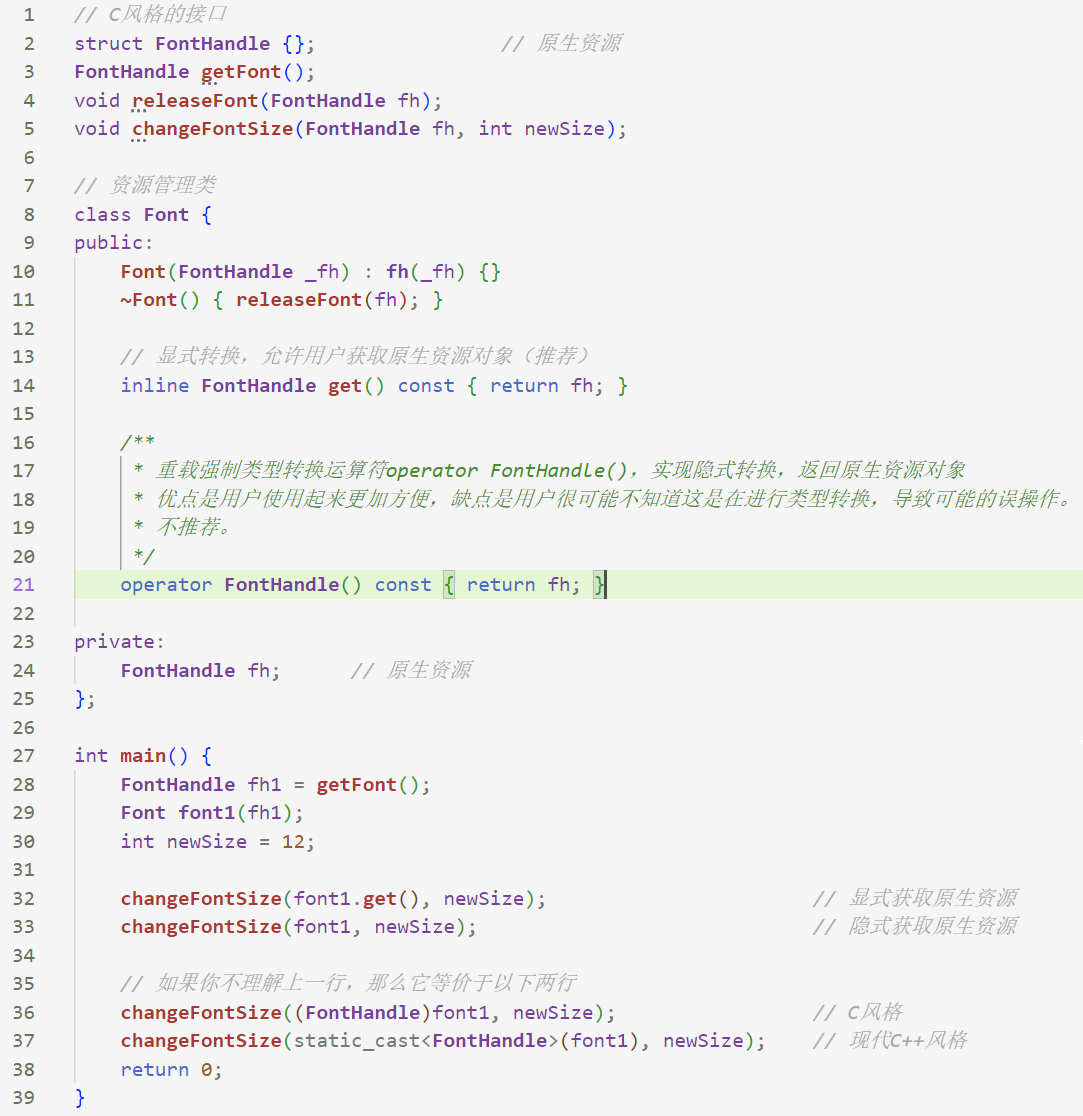 1 // C风格的接口
2 struct FontHandle {}; // 原生资源
3 FontHandle getFont();
4 void releaseFont(FontHandle fh);
5 void changeFontSize(FontHandle fh, int newSize);
6
7 // 资源管理类
8 class Font {
9 public:
10 Font(FontHandle _fh) : fh(_fh) {}
11 ~Font() { releaseFont(fh); }
12
13 // 显式转换，允许用户获取原生资源对象（推荐）
14 inline FontHandle get() const { return fh; }
15
16 /**
17 * 重载强制类型转换运算符operator FontHandle()，实现隐式转换，返回原生资源对象
18 * 优点是用户使用起来更加方便，缺点是用户很可能不知道这是在进行类型转换，导致可能的误操作。
19 * 不推荐。
20 */
21 operator FontHandle() const { return fh; }
22
23 private:
24 FontHandle fh; // 原生资源
25 };
26
27 int main() {
28 FontHandle fh1 = getFont();
29 Font font1(fh1);
30 int newSize = 12;
31
32 changeFontSize(font1.get(), newSize); // 显式获取原生资源
33 changeFontSize(font1, newSize); // 隐式获取原生资源
34
35 // 如果你不理解上一行，那么它等价于以下两行
36 changeFontSize((FontHandle)font1, newSize); // C风格
37 changeFontSize(static_cast<FontHandle>(font1), newSize); // 现代C++风格
38 return 0;
39 }